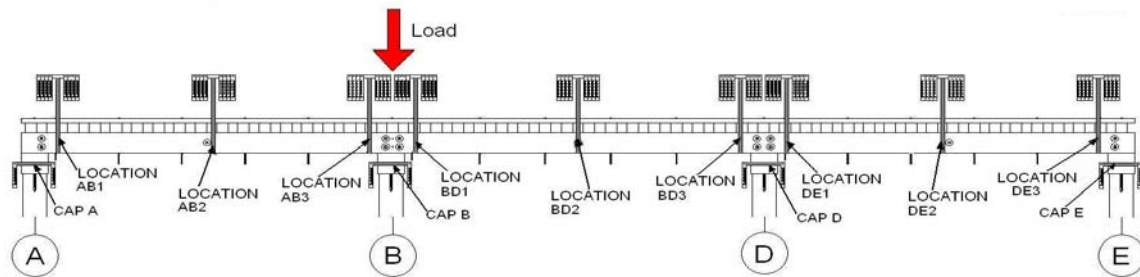 Load
LOCATION
AB1
LOCATION
AB2
LOCATION
AB3
LOCATION
BD1
LOCATION
BD2
LOCATION
BD3
LOCATION
DE1
LOCATION
DE2
LOCATION
DE3
CAP A
CAP B
CAP D
CAP E
A
B
D
E